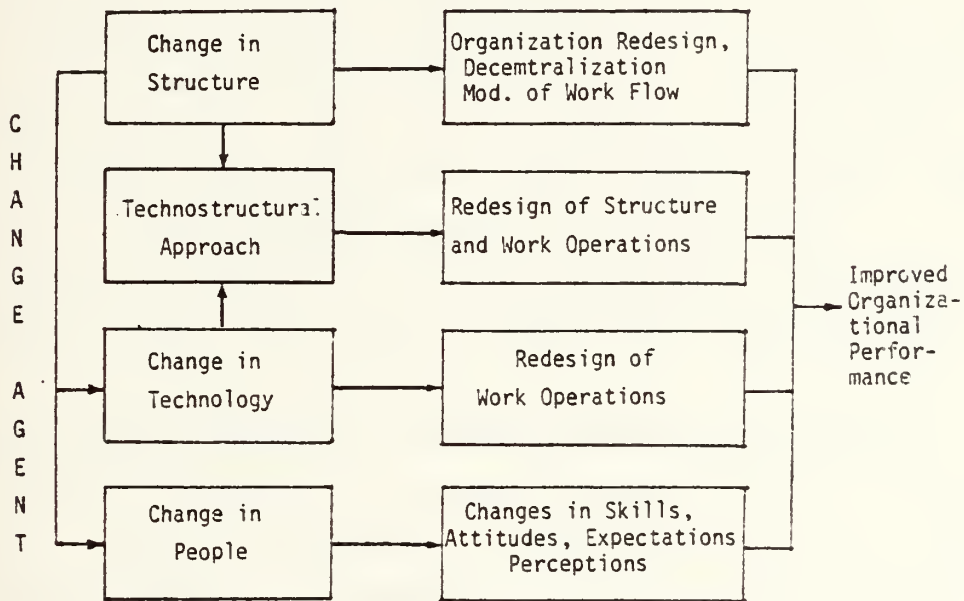 CHANGE AGENT
Change in
Structure
Organization Redesign,
Decemtralization
Mod. of Work Flow
Technostructural
Approach
Redesign of Structure
and Work Operations
Change in
Technology
Redesign of
Work Operations
Change in
People
Changes in Skills,
Attitudes, Expectations
Perceptions
Improved
Organiza-
tional
Perfor-
mance